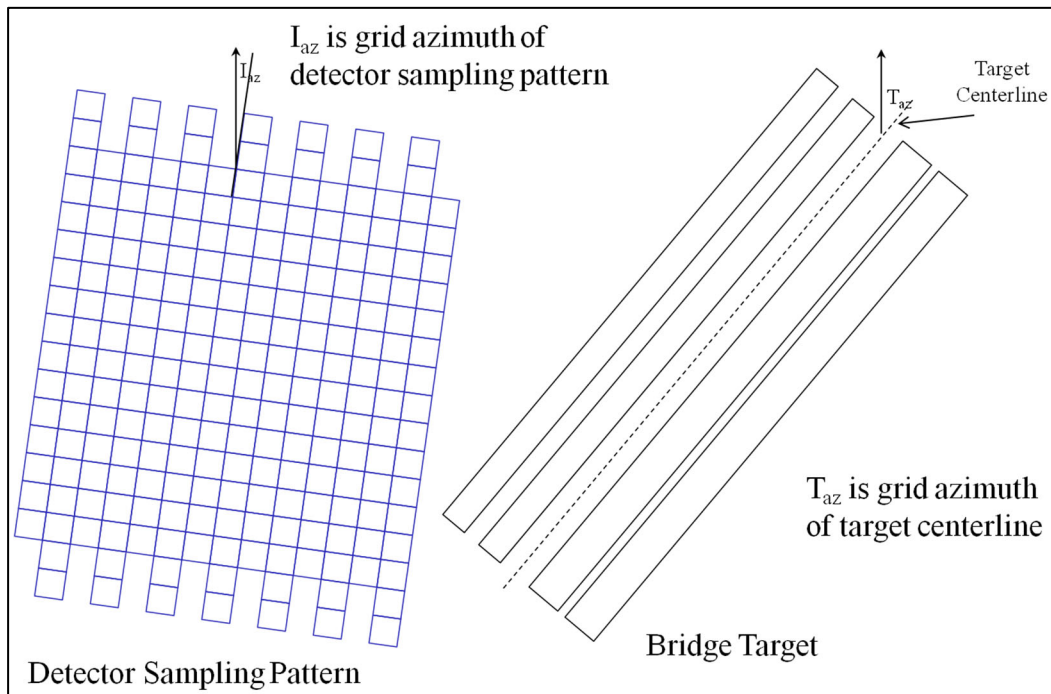 I_az is grid azimuth of
detector sampling pattern
I_az
Target
Centerline
T_az
T_az is grid azimuth
of target centerline
Bridge Target
Detector Sampling Pattern